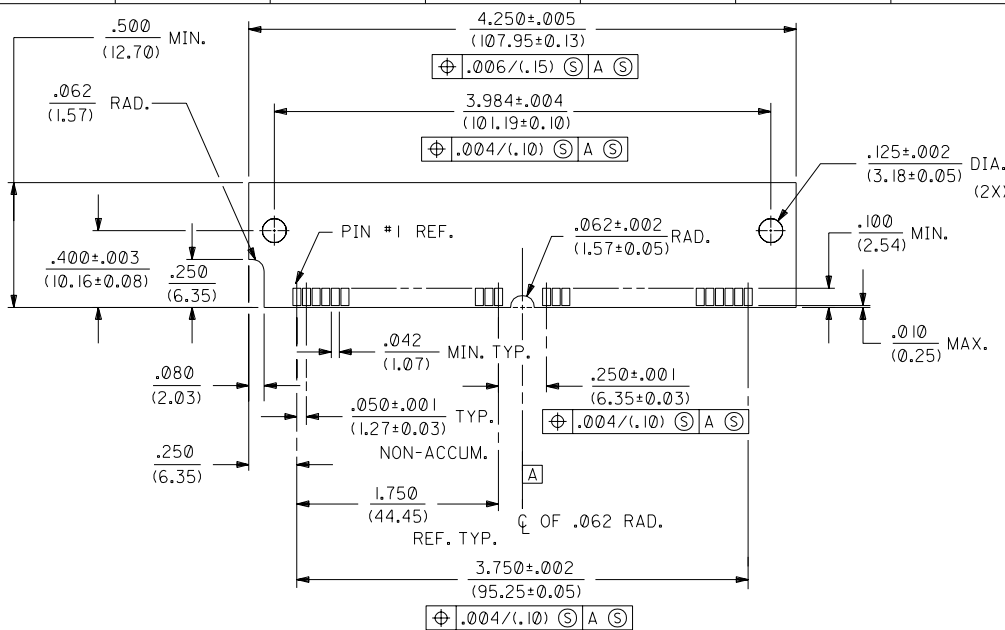 .500 MIN.
(12.70)
4.250±.005
(107.95±0.13)
⌖ .006/(.15) Ⓢ A Ⓢ
.062 RAD.
(1.57)
3.984±.004
(101.19±0.10)
⌖ .004/(.10) Ⓢ A Ⓢ
.125±.002 DIA.
(3.18±0.05)
(2X)
PIN #1 REF.
.062±.002 RAD.
(1.57±0.05)
.100 MIN.
(2.54)
.400±.003
(10.16±0.08)
.250
(6.35)
.042 MIN. TYP.
(1.07)
.010 MAX.
(0.25)
.080
(2.03)
.050±.001 TYP.
(1.27±0.03)
NON-ACCUM.
.250±.001
(6.35±0.03)
⌖ .004/(.10) Ⓢ A Ⓢ
.250
(6.35)
A
1.750
(44.45)
REF. TYP.
℄ OF .062 RAD.
3.750±.002
(95.25±0.05)
⌖ .004/(.10) Ⓢ A Ⓢ